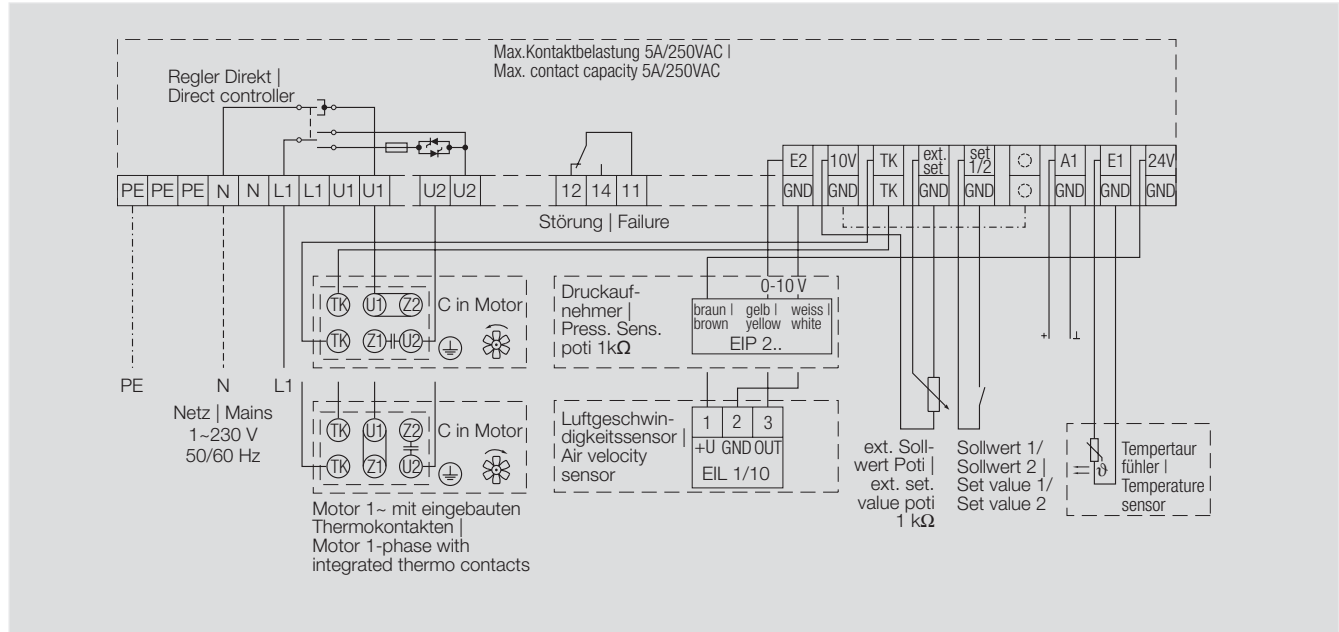 Max.Kontaktbelastung 5A/250VAC |
Max. contact capacity 5A/250VAC
Regler Direkt |
Direct controller
E2 10V TK ext. set set 1/2 A1 E1 24V
GND GND TK GND GND GND GND GND
PE PE PE N N L1 L1 U1 U1 U2 U2 12 14 11
Störung | Failure
TK U1 Z2 C in Motor
TK Z1 U2
Druckauf-
nehmer |
Press. Sens.
poti 1kΩ
0-10 V
braun | gelb | weiss |
brown yellow white
EIP 2..
+ ⊥
PE N L1
Netz | Mains
1~230 V
50/60 Hz
TK U1 Z2 C in Motor
TK Z1 U2
Motor 1~ mit eingebauten
Thermokontakten |
Motor 1-phase with
integrated thermo contacts
Luftgeschwin-
digkeitssensor |
Air velocity
sensor
1 2 3
+U GND OUT
EIL 1/10
ext. Soll-
wert Poti |
ext. set.
value poti
1 kΩ
Sollwert 1/
Sollwert 2 |
Set value 1/
Set value 2
ϑ
Tempertaur
fühler |
Temperature
sensor